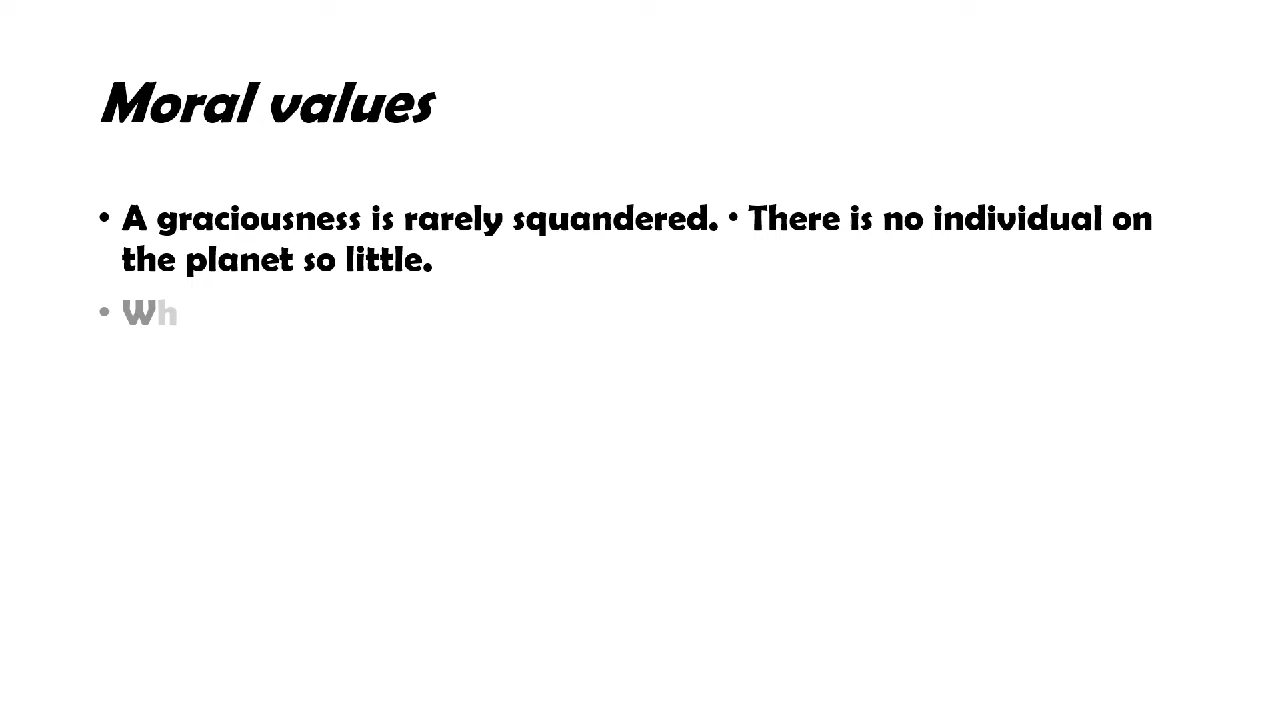 Moral values
• A graciousness is rarely squandered. • There is no individual on
the planet so little.
• Wh